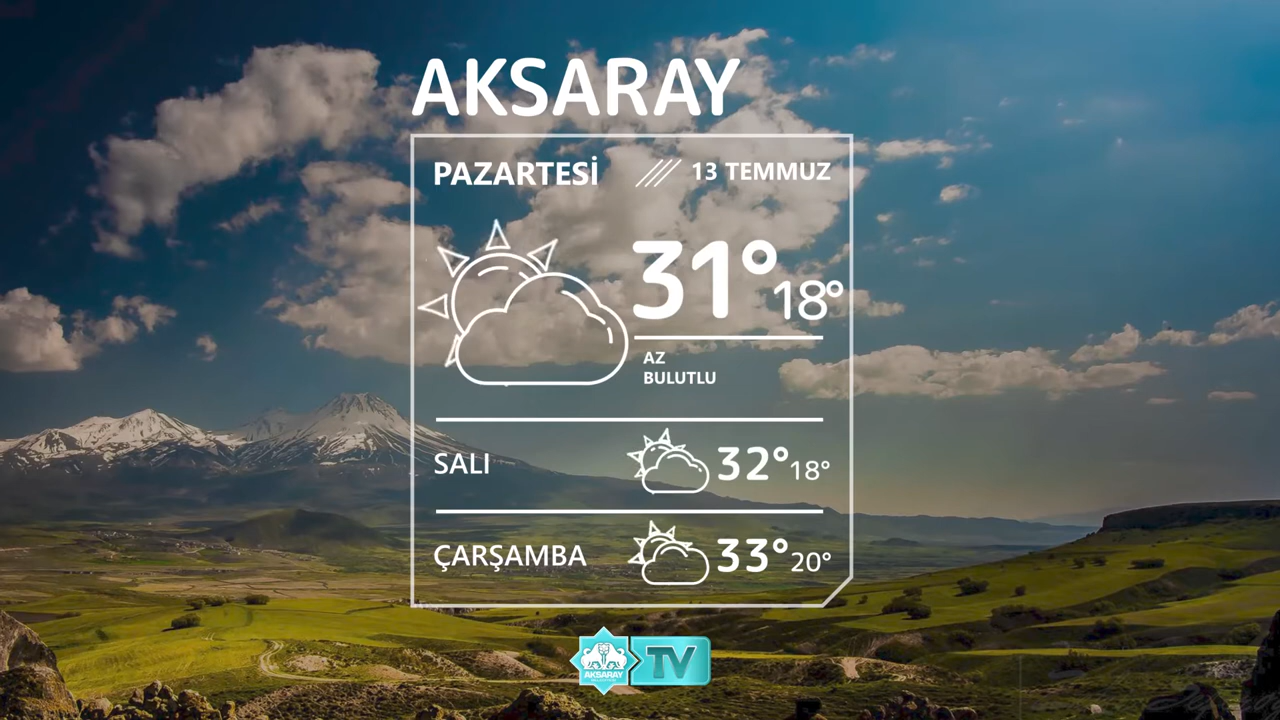 AKSARAY
PAZARTESİ /// 13 TEMMUZ
31° 18°
AZ
BULUTLU
SALI 32° 18°
ÇARŞAMBA 33° 20°
AKSARAY TV